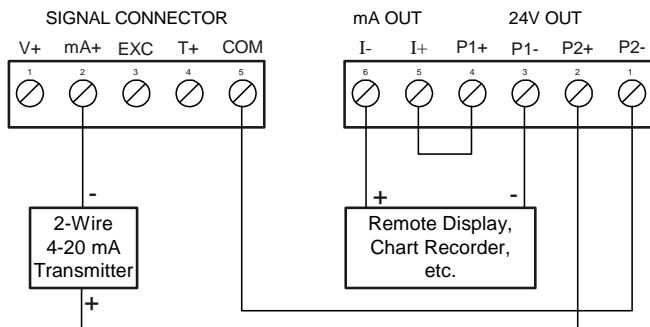 SIGNAL CONNECTOR
mA OUT 24V OUT
V+ mA+ EXC T+ COM
I- I+ P1+ P1- P2+ P2-
1 2 3 4 5
6 5 4 3 2 1
-
+ -
2-Wire
4-20 mA
Transmitter
Remote Display,
Chart Recorder,
etc.
+